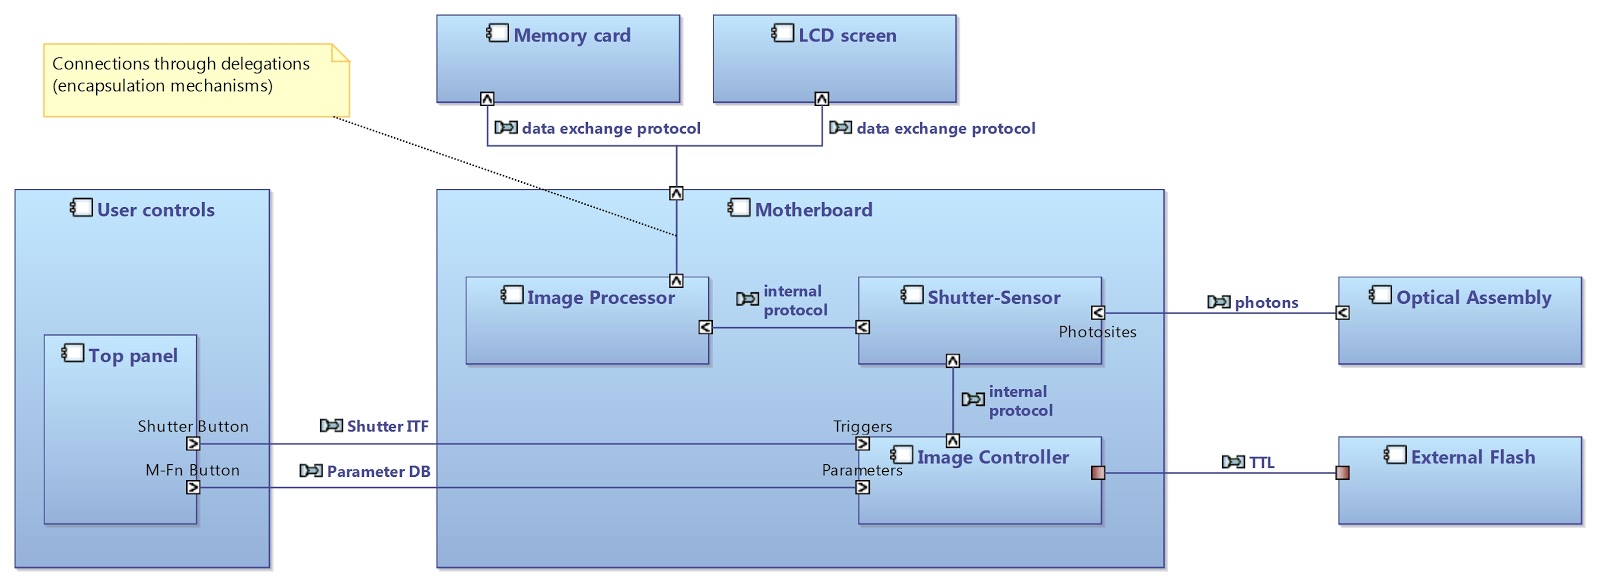 Memory card
LCD screen
Connections through delegations
(encapsulation mechanisms)
data exchange protocol
data exchange protocol
User controls
Motherboard
Image Processor
internal
protocol
Shutter-Sensor
Photosites
photons
Optical Assembly
Top panel
internal
protocol
Shutter Button
Shutter ITF
Triggers
M-Fn Button
Parameter DB
Parameters
Image Controller
TTL
External Flash